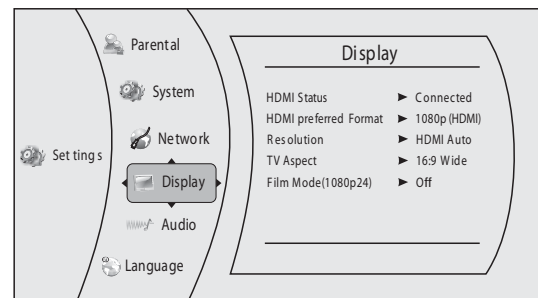 Settings
Parental
System
Network
Display
Audio
Language
Display
HDMI Status ► Connected
HDMI preferred Format ► 1080p (HDMI)
Resolution ► HDMI Auto
TV Aspect ► 16:9 Wide
Film Mode(1080p24) ► Off